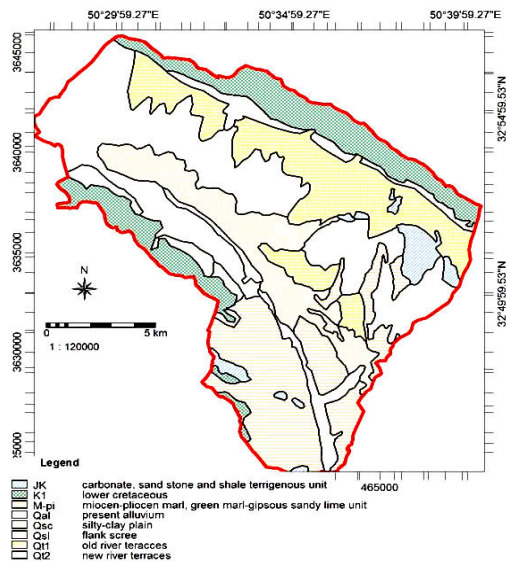 50°29'59.27"E 50°34'59.27"E 50°39'59.27"E
3645000
32°54'59.53"N
3640000
3635000
32°49'59.53"N
N
0 5 km
1 : 120000
3630000
5000
465000
Legend
JK carbonate, sand stone and shale terrigenous unit
K1 lower cretaceous
M-pi miocen-pliocen marl, green marl-gipsous sandy lime unit
Qal present alluvium
Qsc silty-clay plain
Qsl flank scree
Qt1 old river teracces
Qt2 new river terraces